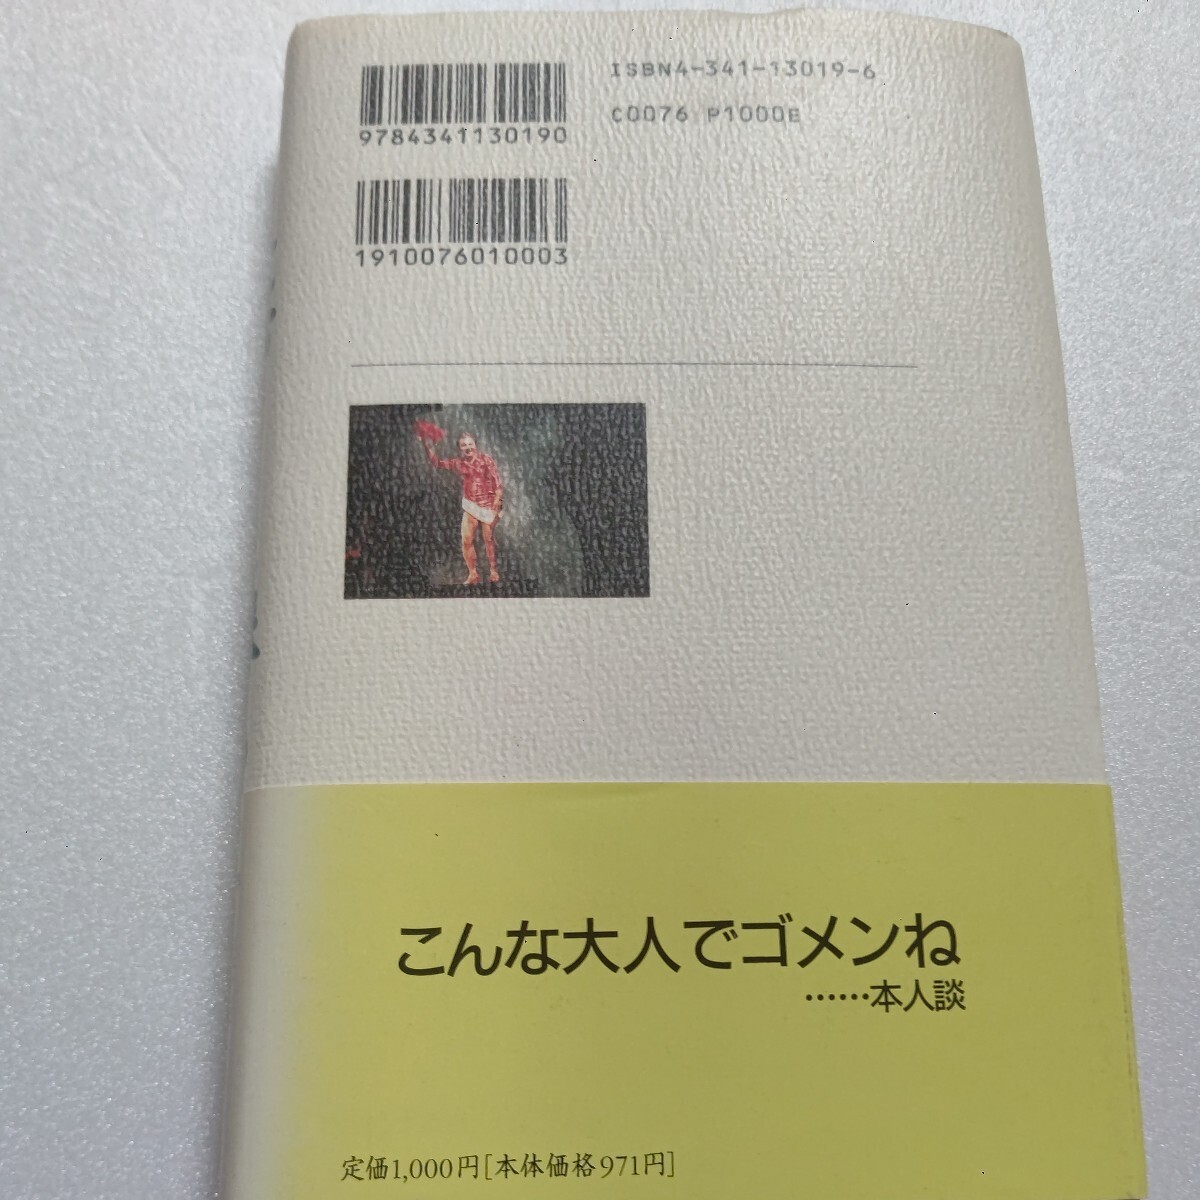 ISBN4-341-13019-6
C0076 P1000E
9784341130190
1910076010003
こんな大人でゴメンね
……本人談
定価1,000円[本体価格971円]